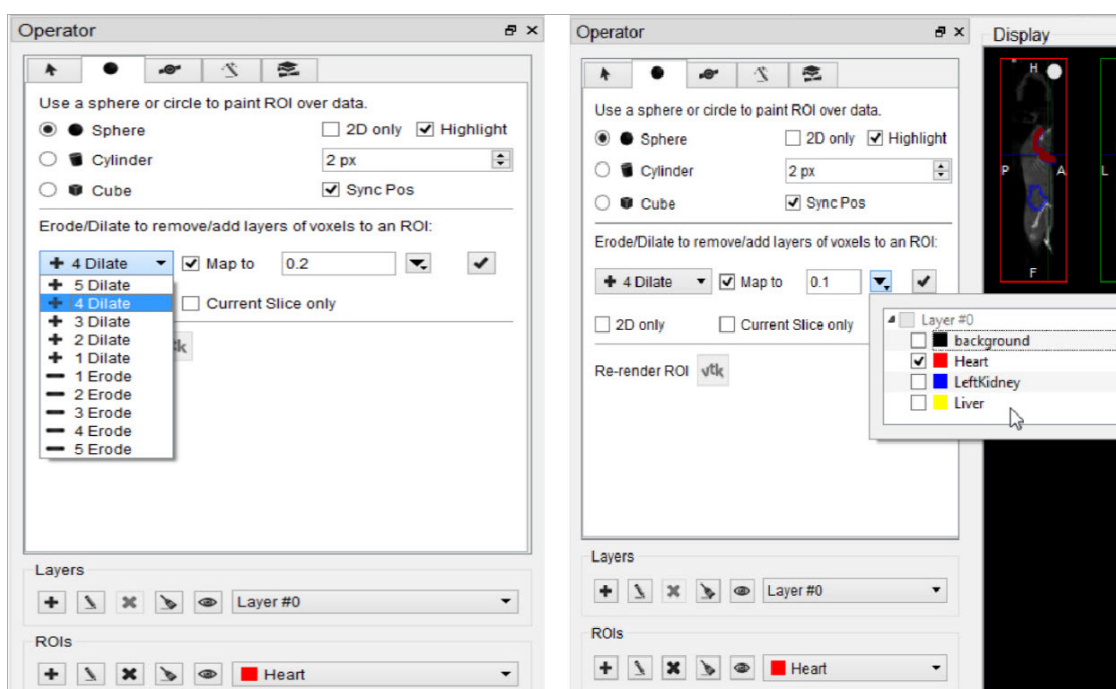 Operator
Use a sphere or circle to paint ROI over data.
Sphere
2D only
Highlight
Cylinder
2 px
Cube
Sync Pos
Erode/Dilate to remove/add layers of voxels to an ROI:
4 Dilate
Map to
0.2
5 Dilate
4 Dilate
Current Slice only
3 Dilate
2 Dilate
1 Dilate
1 Erode
2 Erode
3 Erode
4 Erode
5 Erode
Layers
Layer #0
ROIs
Heart
Operator
Use a sphere or circle to paint ROI over data.
Sphere
2D only
Highlight
Cylinder
2 px
Cube
Sync Pos
Erode/Dilate to remove/add layers of voxels to an ROI:
4 Dilate
Map to
0.1
2D only
Current Slice only
Re-render ROI
vtk
Layer #0
background
Heart
LeftKidney
Liver
Layers
Layer #0
ROIs
Heart
Display
H
P
A
L
F